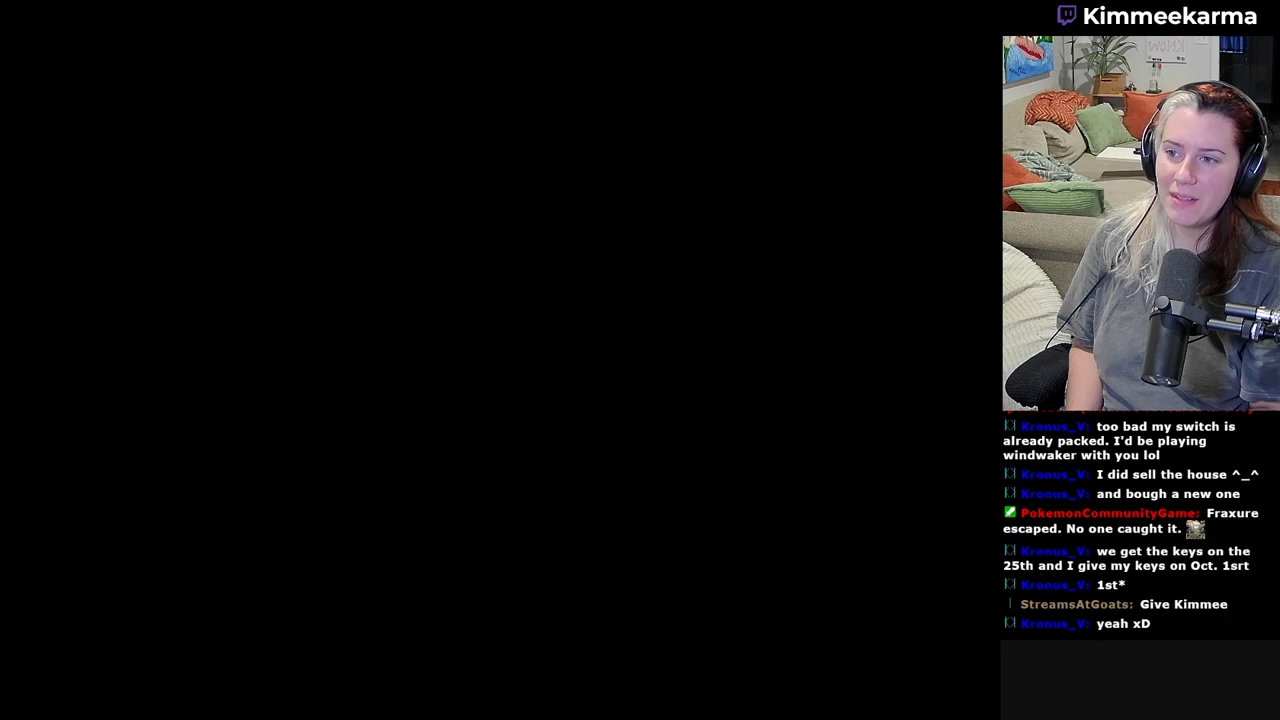 Kimmeekarma
KNOW
Kronus_V: too bad my switch is
already packed. I'd be playing
windwaker with you lol
Kronus_V: I did sell the house ^_^
Kronus_V: and bough a new one
PokemonCommunityGame: Fraxure
escaped. No one caught it.
Kronus_V: we get the keys on the
25th and I give my keys on Oct. 1srt
Kronus_V: 1st*
StreamsAtGoats: Give Kimmee
Kronus_V: yeah xD